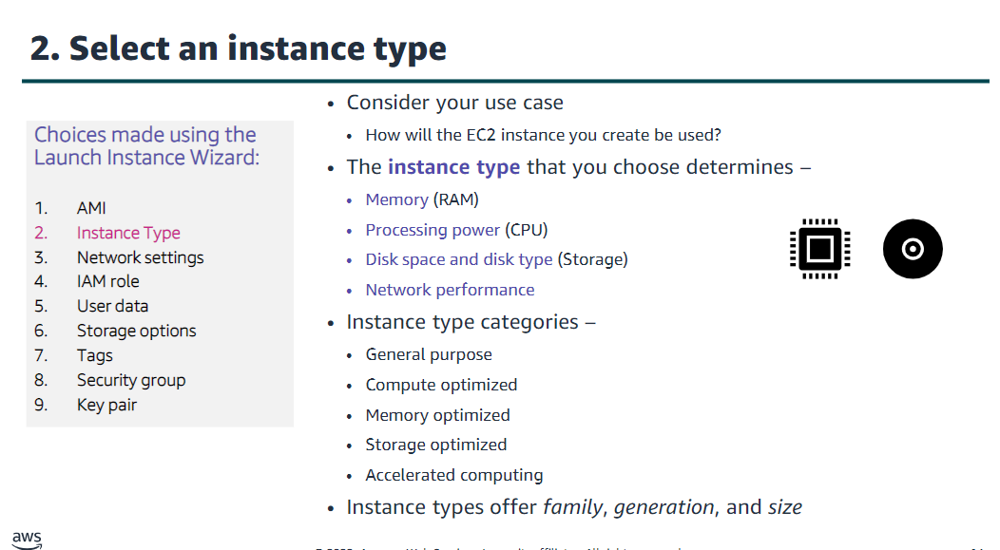 2. Select an instance type
Choices made using the
Launch Instance Wizard:
1. AMI
2. Instance Type
3. Network settings
4. IAM role
5. User data
6. Storage options
7. Tags
8. Security group
9. Key pair
• Consider your use case
• How will the EC2 instance you create be used?
• The instance type that you choose determines –
• Memory (RAM)
• Processing power (CPU)
• Disk space and disk type (Storage)
• Network performance
• Instance type categories –
• General purpose
• Compute optimized
• Memory optimized
• Storage optimized
• Accelerated computing
• Instance types offer family, generation, and size
aws